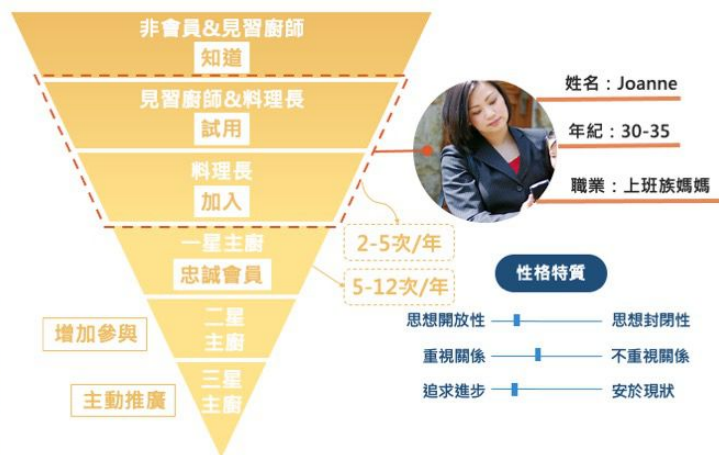 非會員&見習廚師
知道
見習廚師&料理長
試用
料理長
加入
一星主廚
忠誠會員
二星
主廚
三星
主廚
增加參與
主動推廣
2-5次/年
5-12次/年
姓名：Joanne
年紀：30-35
職業：上班族媽媽
性格特質
思想開放性 思想封閉性
重視關係 不重視關係
追求進步 安於現狀